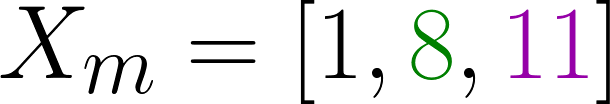 X_m = [1, 8, 11]